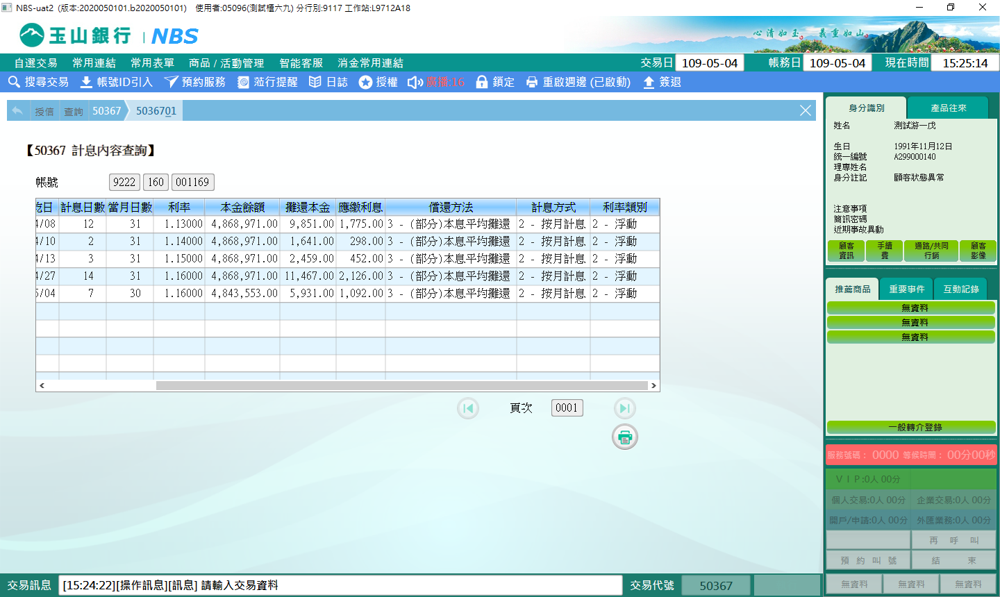 NBS-uat2 (版本:2020050101.b2020050101) 使用者:05096(測試櫃六九) 分行別:9117 工作站:L9712A18
玉山銀行 NBS
心清如玉。 義重如山。
自選交易 常用連結 常用表單 商品 / 活動管理 智能客服 消金常用連結
交易日 109-05-04 帳務日 109-05-04 現在時間 15:25:14
搜尋交易 帳號ID引入 預約服務 蒞行提醒 日誌 授權 廣播:16 鎖定 重啟週邊 (已啟動) 簽退
授信 查詢 50367 5036701
【50367 計息內容查詢】
帳號 9222 160 001169
迄日 計息日數 當月日數 利率 本金餘額 攤還本金 應繳利息 償還方法 計息方式 利率類別
/08 12 31 1.13000 4,868,971.00 9,851.00 1,775.00 3 - (部分)本息平均攤還 2 - 按月計息 2 - 浮動
/10 2 31 1.14000 4,868,971.00 1,641.00 298.00 3 - (部分)本息平均攤還 2 - 按月計息 2 - 浮動
/13 3 31 1.15000 4,868,971.00 2,459.00 452.00 3 - (部分)本息平均攤還 2 - 按月計息 2 - 浮動
/27 14 31 1.16000 4,868,971.00 11,467.00 2,126.00 3 - (部分)本息平均攤還 2 - 按月計息 2 - 浮動
/04 7 30 1.16000 4,843,553.00 5,931.00 1,092.00 3 - (部分)本息平均攤還 2 - 按月計息 2 - 浮動
頁次 0001
身分識別 產品往來
姓名 測試游一戊
生日 1991年11月12日
統一編號 A299000140
理專姓名
身分註記 顧客狀態異常
注意事項
簡訊密碼
近期事故異動
顧客資訊 手續費 通路/共同行銷 顧客影像
推薦商品 重要事件 互動記錄
無資料
無資料
無資料
一般轉介登錄
服務號碼： 0000 等候時間： 00分00秒
ＶＩＰ:0人 00分
個人交易:0人 00分 企業交易:0人 00分
開戶/申請:0人 00分 外匯業務:0人 00分
再 呼 叫
預 約 叫 號 結 束
無資料 無資料 無資料
交易訊息 [15:24:22][操作訊息][訊息] 請輸入交易資料 交易代號 50367